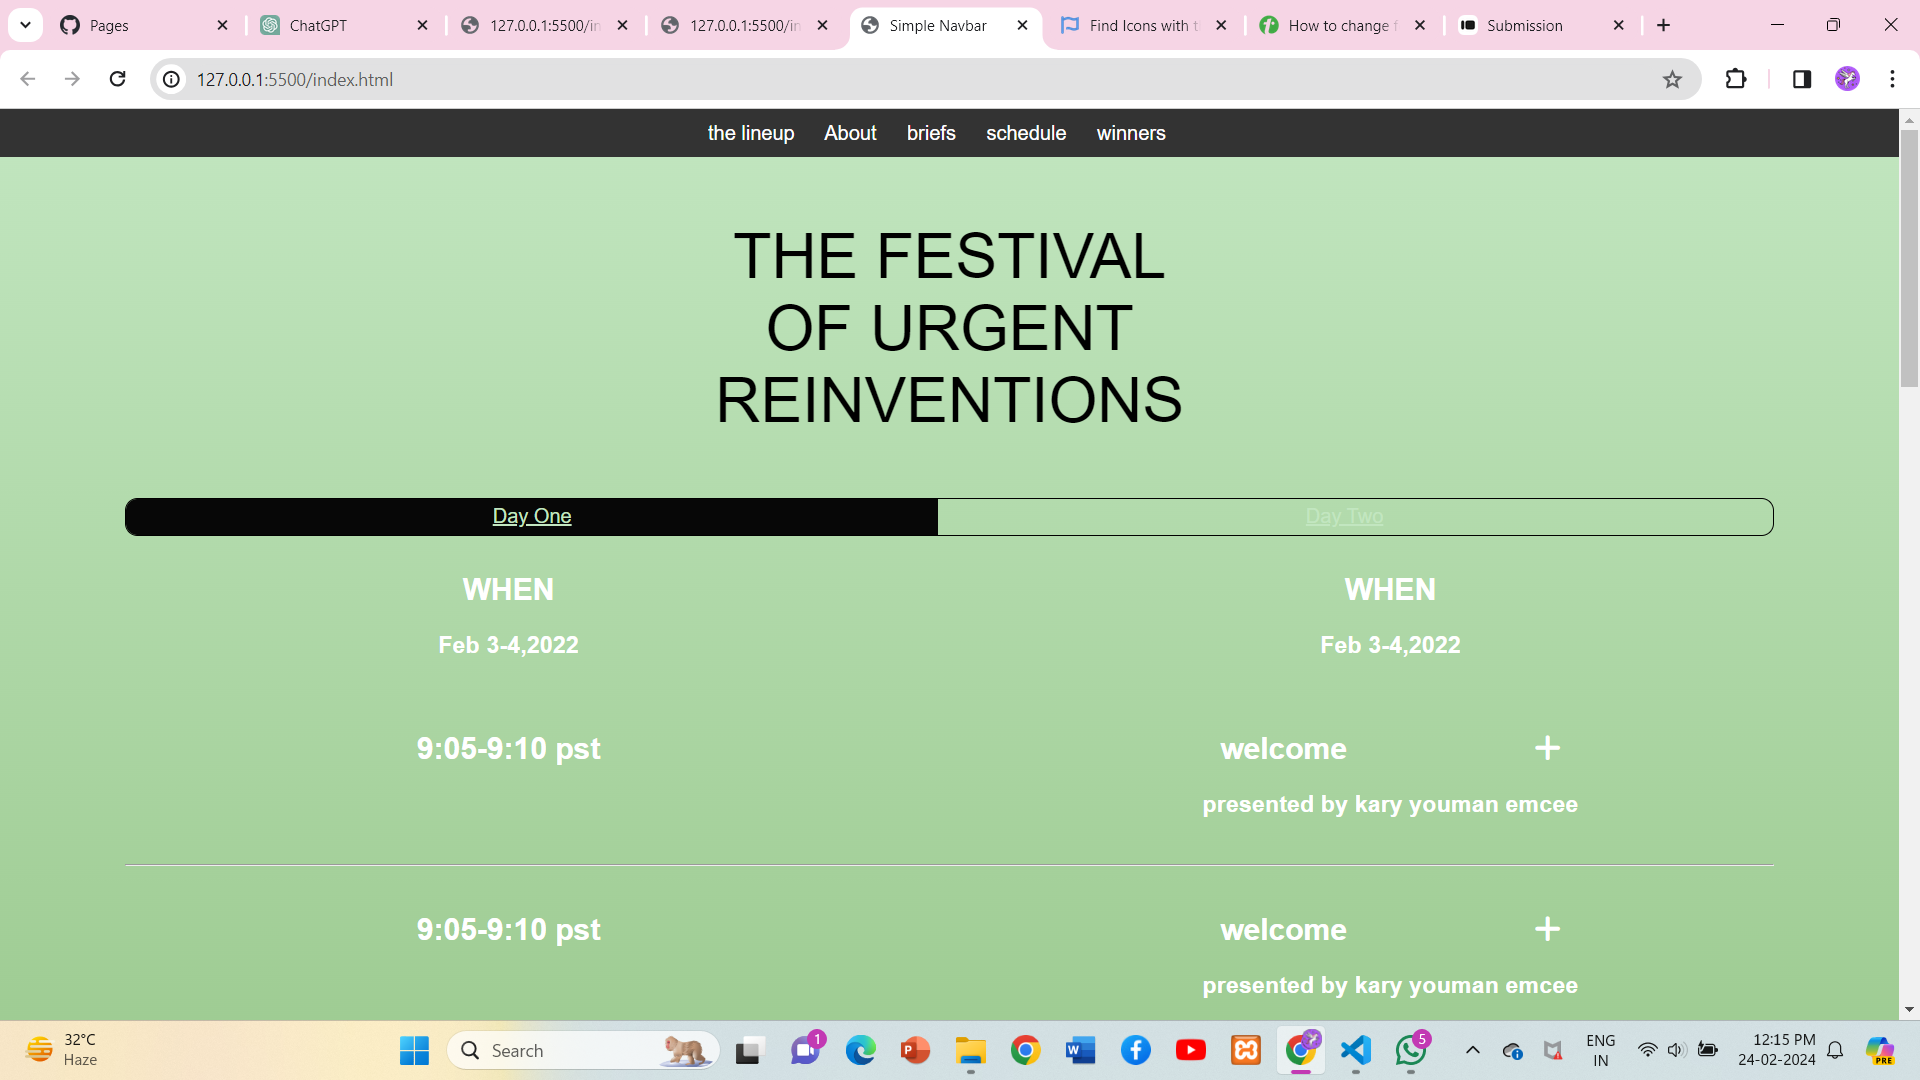 Pages
ChatGPT
127.0.0.1:5500/in
127.0.0.1:5500/in
Simple Navbar
Find Icons with t
How to change f
Submission
127.0.0.1:5500/index.html
the lineup About briefs schedule winners
THE FESTIVAL
OF URGENT
REINVENTIONS
Day One Day Two
WHEN WHEN
Feb 3-4,2022 Feb 3-4,2022
9:05-9:10 pst welcome +
presented by kary youman emcee
9:05-9:10 pst welcome +
presented by kary youman emcee
32°C
Haze
Search
1
5
ENG
IN
12:15 PM
24-02-2024
PRE